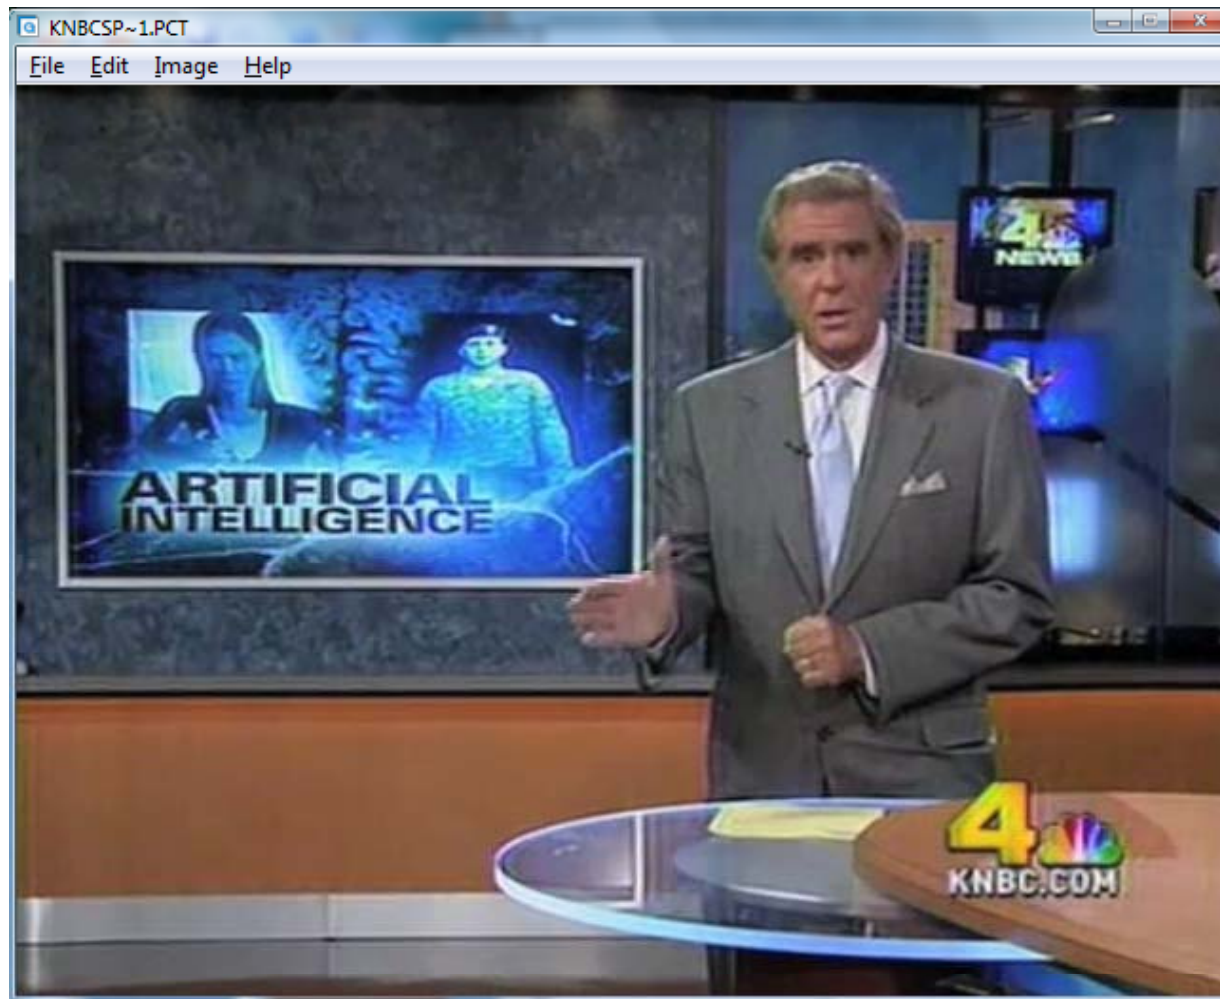 KNBCSP~1.PCT
File Edit Image Help
4
NEWS
ARTIFICIAL
INTELLIGENCE
4
KNBC.COM